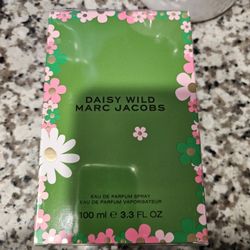 DAISY WILD
MARC JACOBS
EAU DE PARFUM SPRAY
EAU DE PARFUM VAPORISATEUR
100 ml e 3.3 FL OZ